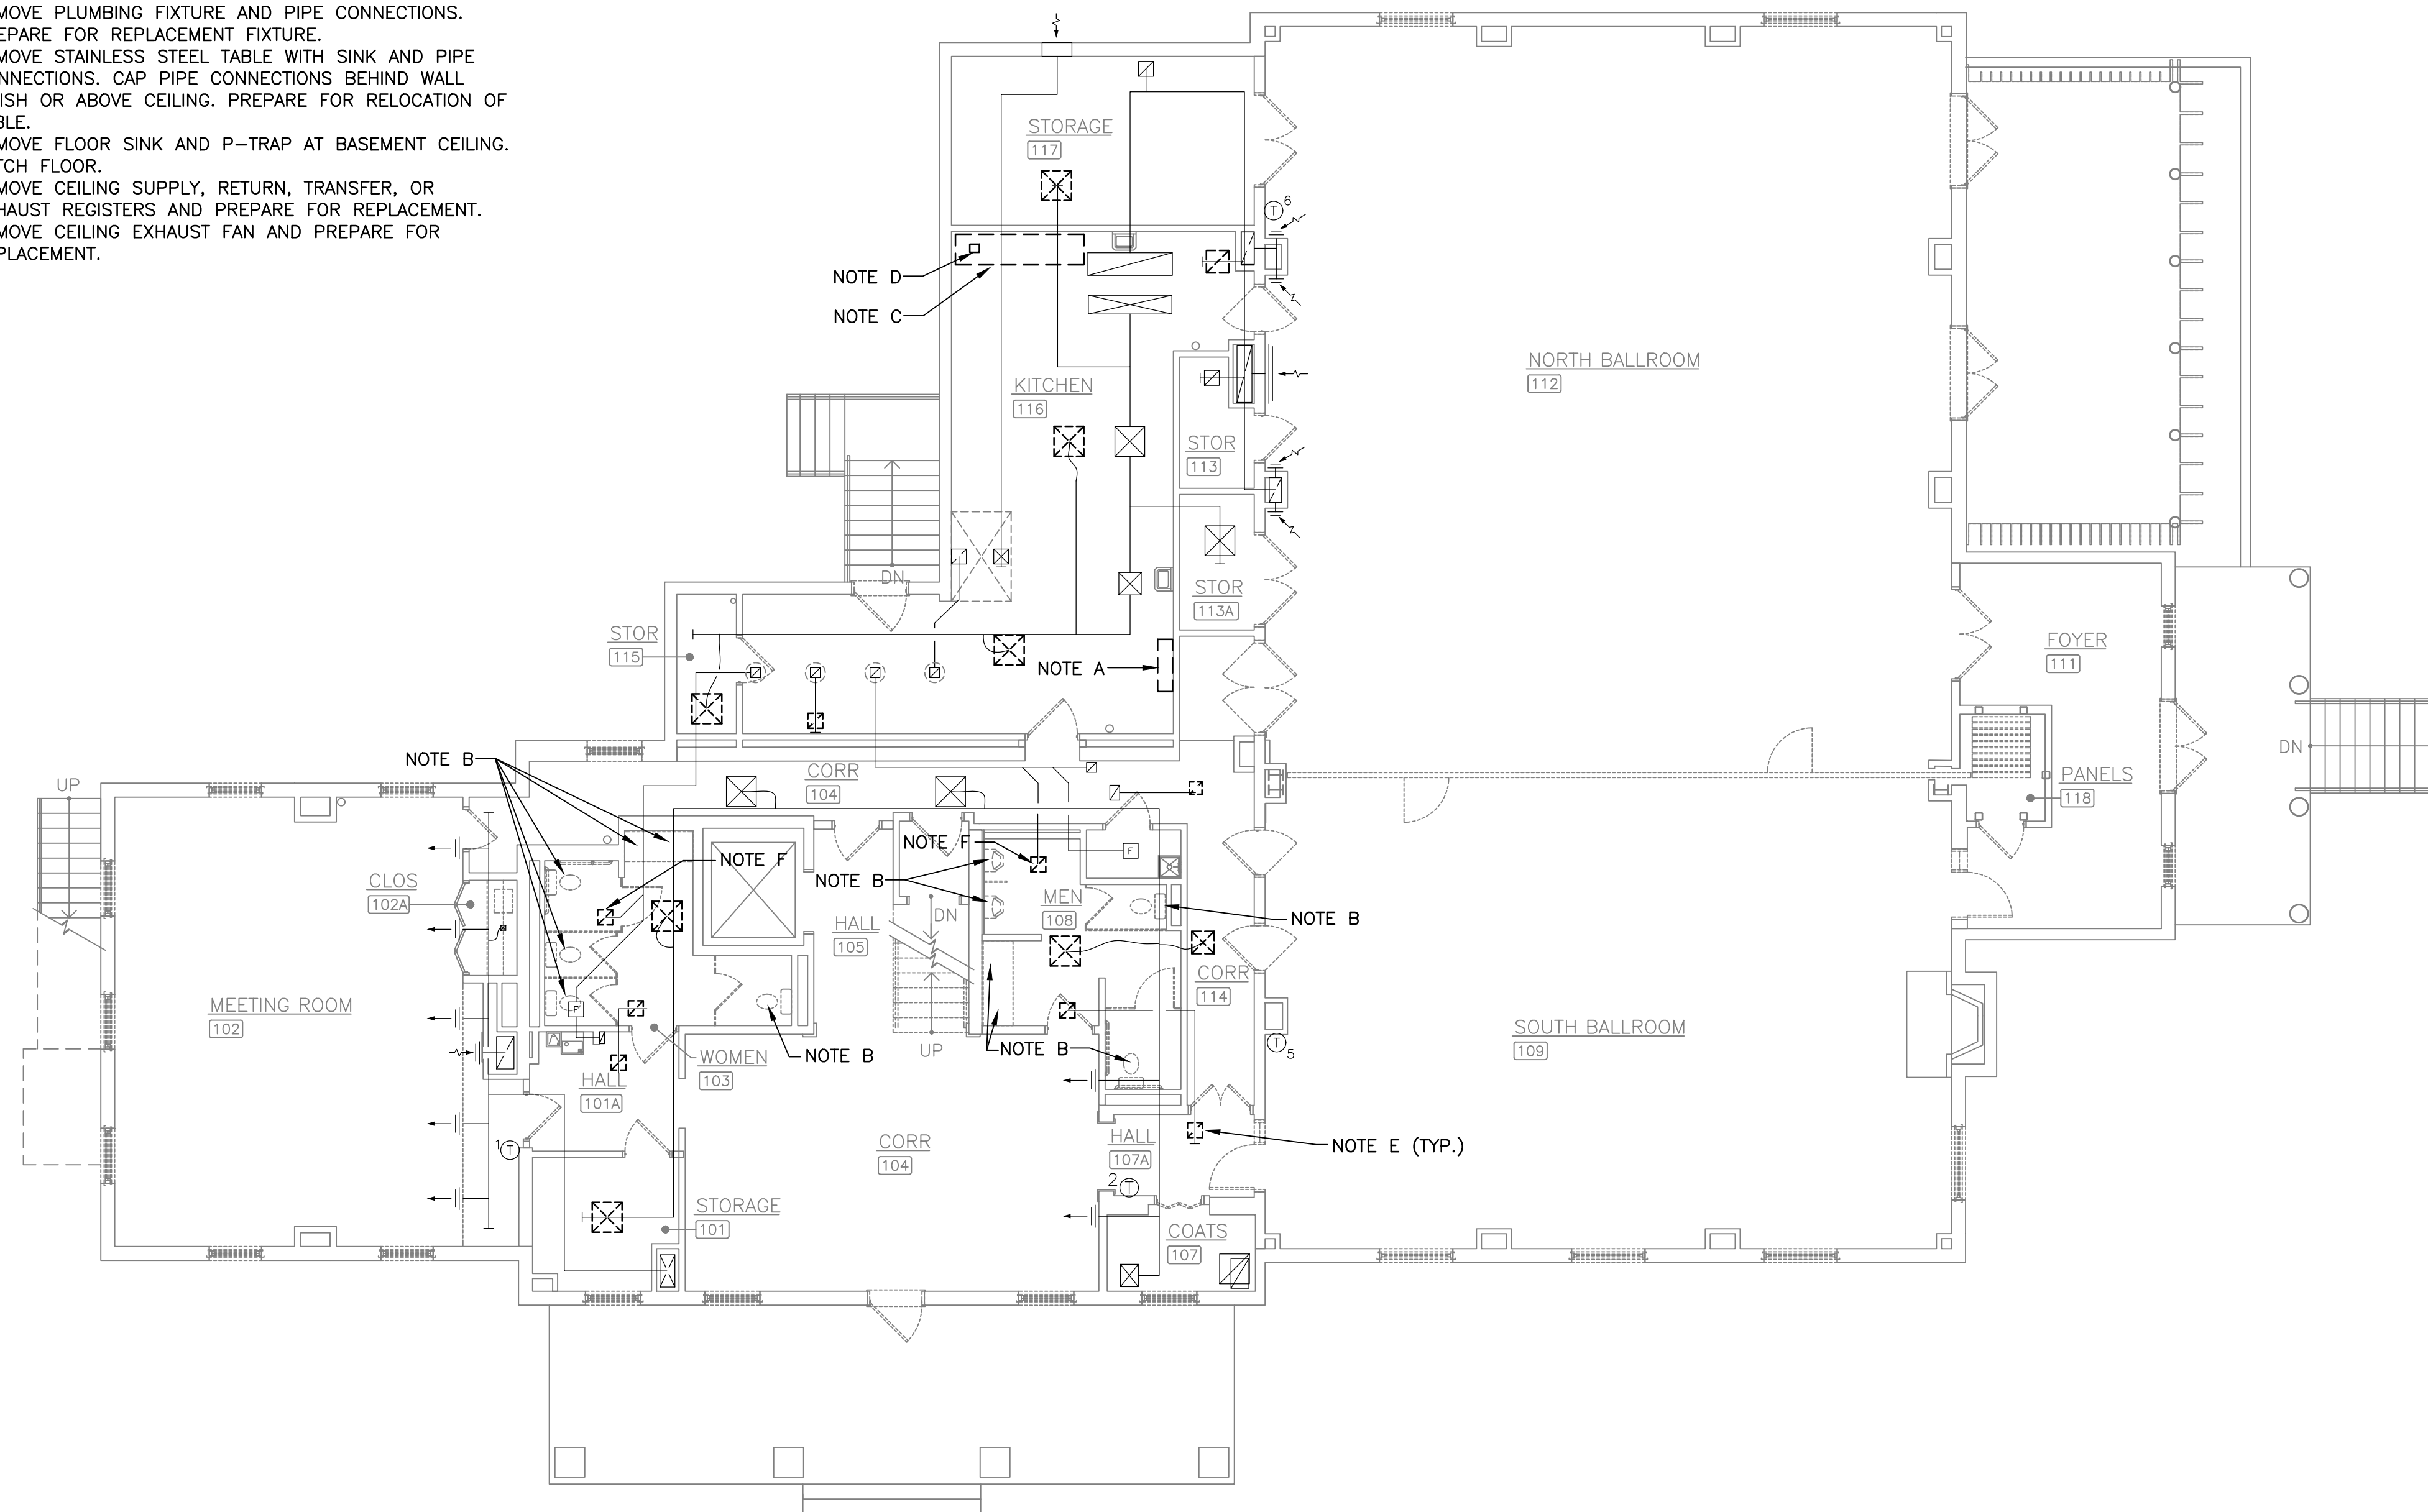 MOVE PLUMBING FIXTURE AND PIPE CONNECTIONS.
EPARE FOR REPLACEMENT FIXTURE.
MOVE STAINLESS STEEL TABLE WITH SINK AND PIPE
NNECTIONS. CAP PIPE CONNECTIONS BEHIND WALL
ISH OR ABOVE CEILING. PREPARE FOR RELOCATION OF
BLE.
MOVE FLOOR SINK AND P-TRAP AT BASEMENT CEILING.
TCH FLOOR.
MOVE CEILING SUPPLY, RETURN, TRANSFER, OR
HAUST REGISTERS AND PREPARE FOR REPLACEMENT.
MOVE CEILING EXHAUST FAN AND PREPARE FOR
PLACEMENT.
STORAGE
117
T 6
NOTE D
NOTE C
NORTH BALLROOM
112
KITCHEN
116
STOR
113
DN
STOR
113A
STOR
115
NOTE A
FOYER
111
NOTE B
CORR
104
UP
DN
PANELS
118
NOTE F
NOTE F
CLOS
102A
NOTE B
MEN
108
NOTE B
HALL
105
DN
F
F
CORR
114
MEETING ROOM
102
SOUTH BALLROOM
109
T 5
WOMEN
103
NOTE B
UP
NOTE B
HALL
101A
1 T
CORR
104
HALL
107A
NOTE E (TYP.)
2 T
STORAGE
101
COATS
107